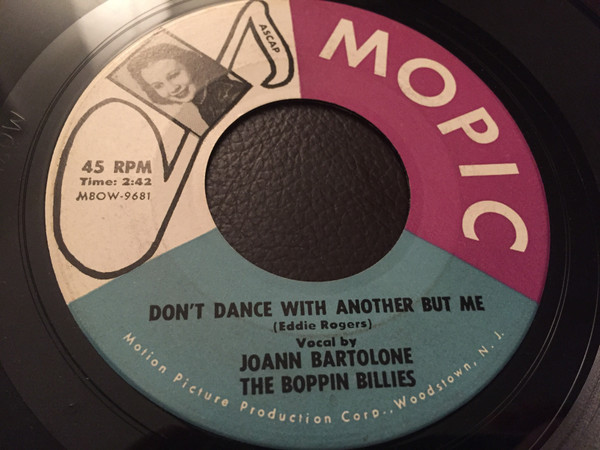 ASCAP
MOPIC
45 RPM
Time: 2:42
M8OW-9681
DON'T DANCE WITH ANOTHER BUT ME
(Eddie Rogers)
Vocal by
JOANN BARTOLONE
THE BOPPIN BILLIES
Motion Picture Production Corp., Woodstown, N. J.